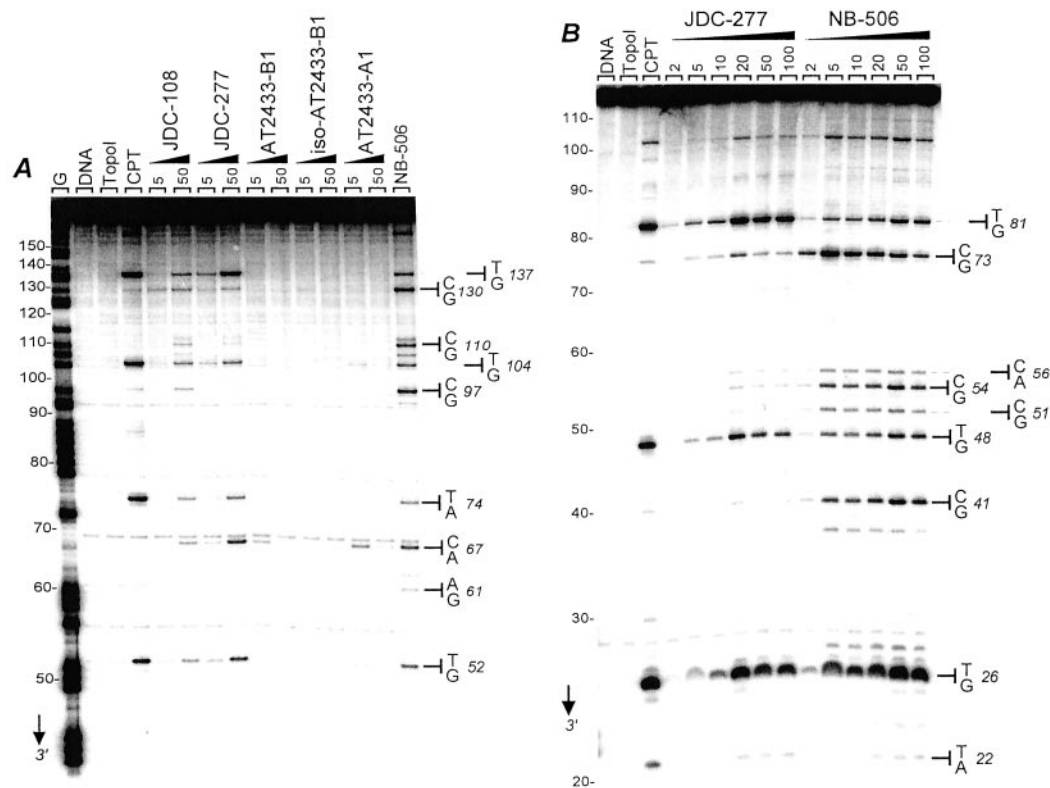 A
G
DNA
TopoI
CPT
JDC-108
5
50
JDC-277
5
50
AT2433-B1
5
50
iso-AT2433-B1
5
50
AT2433-A1
5
50
NB-506
150-
140-
130-
120-
110-
100-
90-
80-
70-
60-
50-
3'
T
G 137
C
G 130
C
G 110
T
G 104
C
G 97
T
A 74
C
A 67
A
G 61
T
G 52
B
JDC-277 NB-506
DNA
TopoI
CPT
2
5
10
20
50
100
2
5
10
20
50
100
110-
100-
90-
80-
70-
60-
50-
40-
30-
20-
3'
T
G 81
C
G 73
C
A 56
C
G 54
C
G 51
T
G 48
C
G 41
T
G 26
T
A 22